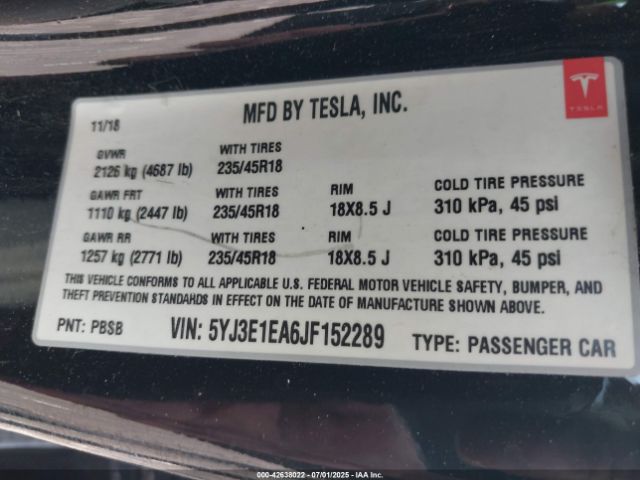 MFD BY TESLA, INC.
TESLA
11/18
GVWR WITH TIRES
2126 kg (4687 lb) 235/45R18
GAWR FRT WITH TIRES RIM COLD TIRE PRESSURE
1110 kg (2447 lb) 235/45R18 18X8.5 J 310 kPa, 45 psi
GAWR RR WITH TIRES RIM COLD TIRE PRESSURE
1257 kg (2771 lb) 235/45R18 18X8.5 J 310 kPa, 45 psi
THIS VEHICLE CONFORMS TO ALL APPLICABLE U.S. FEDERAL MOTOR VEHICLE SAFETY, BUMPER, AND
THEFT PREVENTION STANDARDS IN EFFECT ON THE DATE OF MANUFACTURE SHOWN ABOVE.
PNT: PBSB VIN: 5YJ3E1EA6JF152289 TYPE: PASSENGER CAR
000-42638022 - 07/01/2025 - IAAI, Inc.